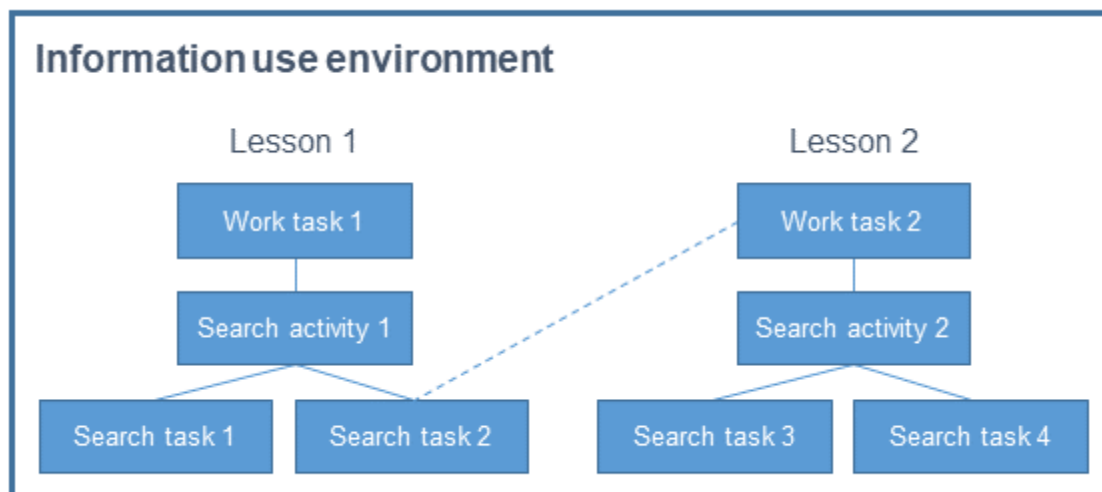 Information use environment
Lesson 1
Lesson 2
Work task 1
Work task 2
Search activity 1
Search activity 2
Search task 1
Search task 2
Search task 3
Search task 4